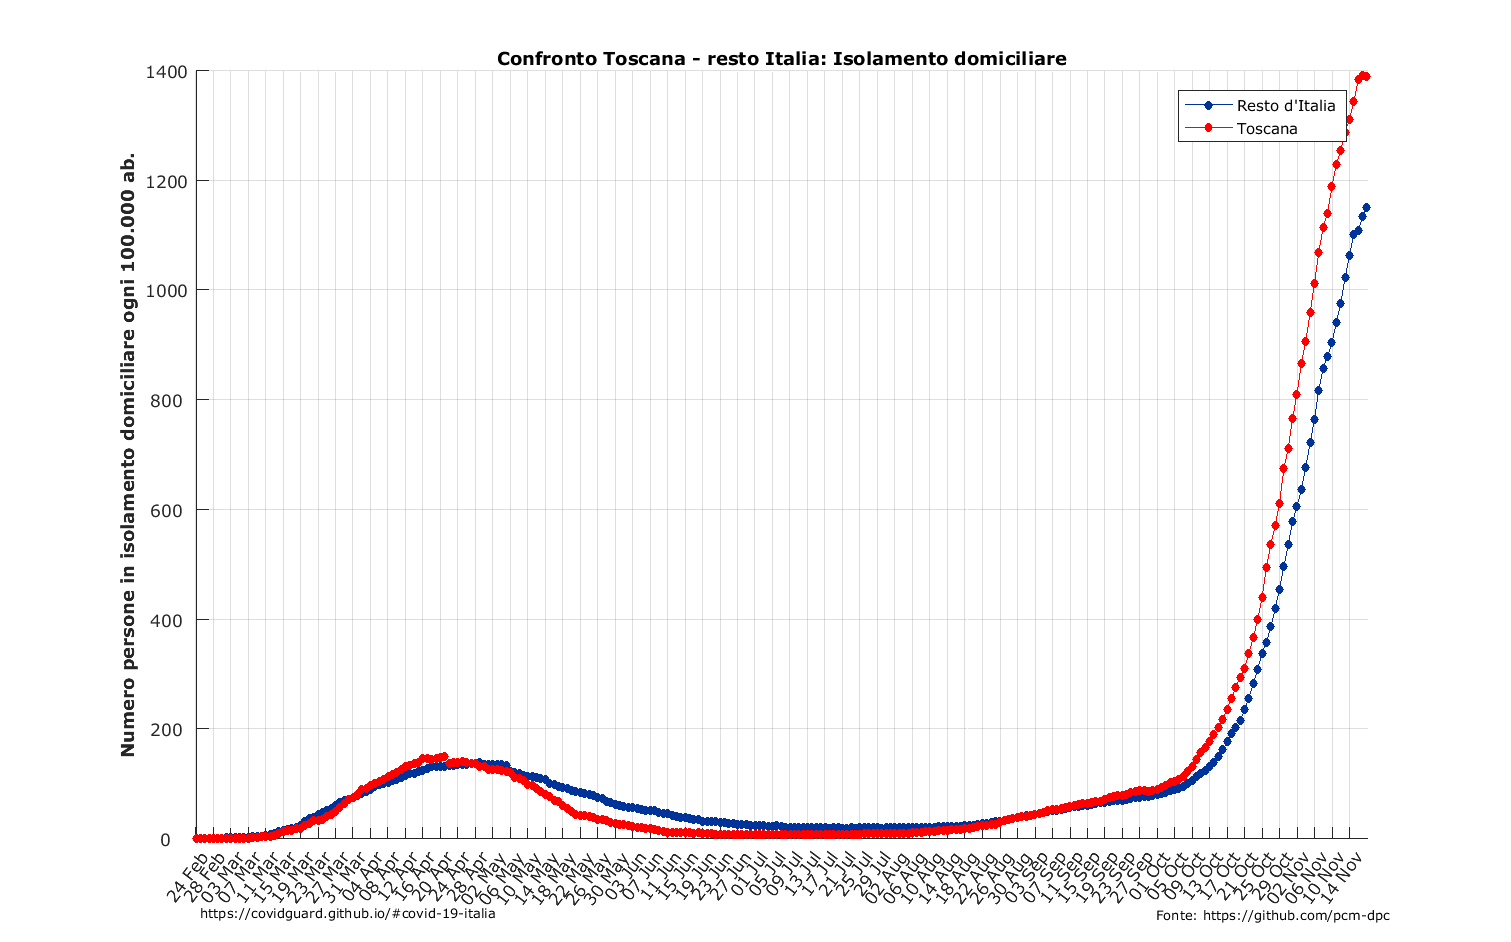 Confronto Toscana - resto Italia: Isolamento domiciliare
Numero persone in isolamento domiciliare ogni 100.000 ab.
1400
1200
1000
800
600
400
200
0
Resto d'Italia
Toscana
24 Feb
28 Feb
03 Mar
07 Mar
11 Mar
15 Mar
19 Mar
23 Mar
27 Mar
31 Mar
04 Apr
08 Apr
12 Apr
16 Apr
20 Apr
24 Apr
28 Apr
02 May
06 May
10 May
14 May
18 May
22 May
26 May
30 May
03 Jun
07 Jun
11 Jun
15 Jun
19 Jun
23 Jun
27 Jun
01 Jul
05 Jul
09 Jul
13 Jul
17 Jul
21 Jul
25 Jul
29 Jul
02 Aug
06 Aug
10 Aug
14 Aug
18 Aug
22 Aug
26 Aug
30 Aug
03 Sep
07 Sep
11 Sep
15 Sep
19 Sep
23 Sep
27 Sep
01 Oct
05 Oct
09 Oct
13 Oct
17 Oct
21 Oct
25 Oct
29 Oct
02 Nov
06 Nov
10 Nov
14 Nov
https://covidguard.github.io/#covid-19-italia
Fonte: https://github.com/pcm-dpc